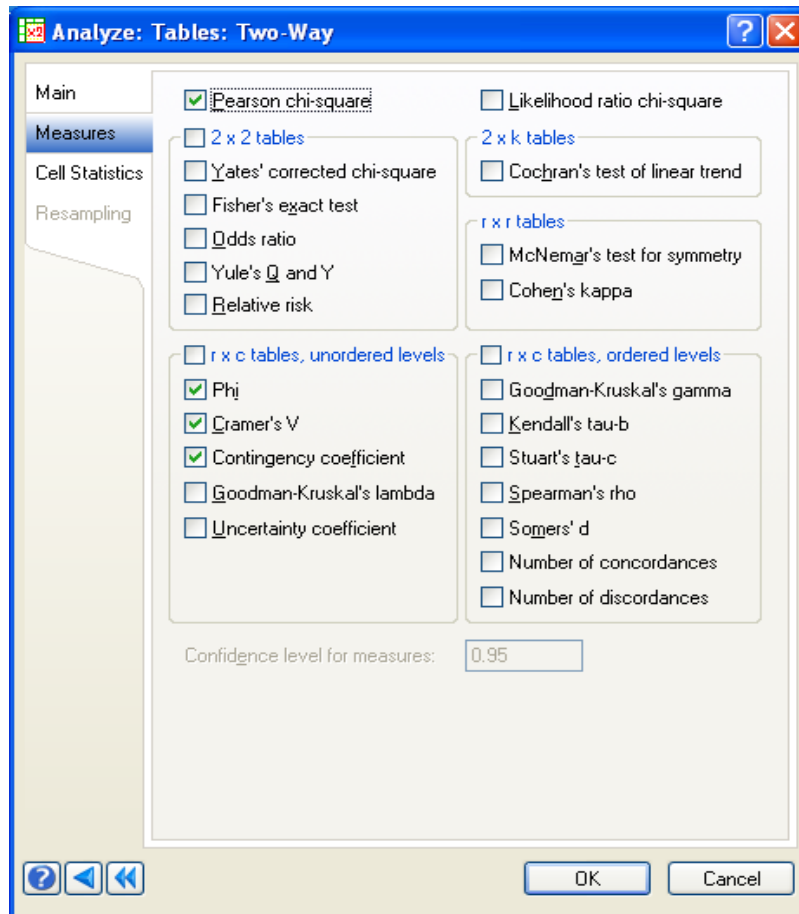 Analyze: Tables: Two-Way
Main
Measures
Cell Statistics
Resampling
Pearson chi-square
Likelihood ratio chi-square
2 x 2 tables
Yates' corrected chi-square
Fisher's exact test
Odds ratio
Yule's Q and Y
Relative risk
2 x k tables
Cochran's test of linear trend
r x r tables
McNemar's test for symmetry
Cohen's kappa
r x c tables, unordered levels
Phi
Cramer's V
Contingency coefficient
Goodman-Kruskal's lambda
Uncertainty coefficient
r x c tables, ordered levels
Goodman-Kruskal's gamma
Kendall's tau-b
Stuart's tau-c
Spearman's rho
Somers' d
Number of concordances
Number of discordances
Confidence level for measures: 0.95
OK Cancel